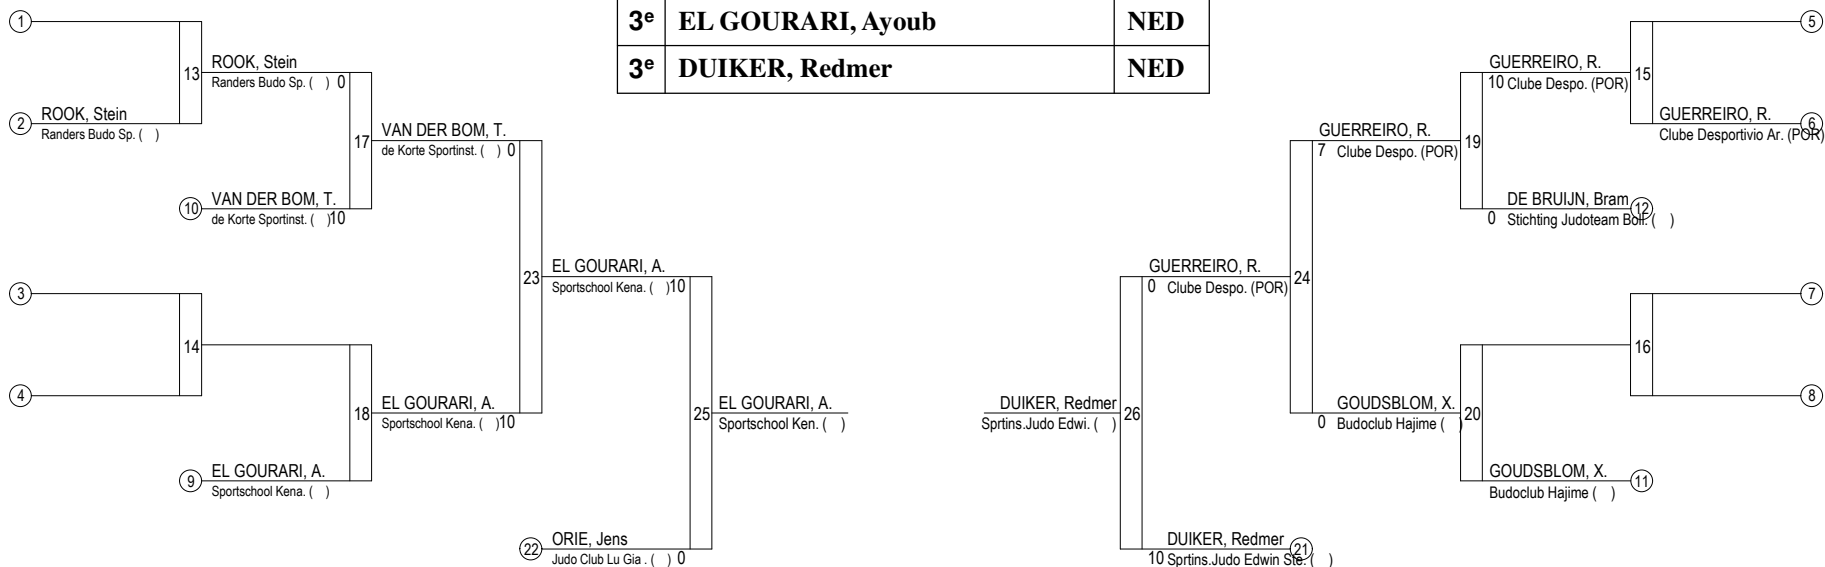 3e EL GOURARI, Ayoub NED
3e DUIKER, Redmer NED
1
13
ROOK, Stein
Randers Budo Sp. ( ) 0
2
ROOK, Stein
Randers Budo Sp. ( )
17
VAN DER BOM, T.
de Korte Sportinst. ( ) 0
10
VAN DER BOM, T.
de Korte Sportinst. ( )10
3
14
4
18
EL GOURARI, A.
Sportschool Kena. ( )10
9
EL GOURARI, A.
Sportschool Kena. ( )
23
EL GOURARI, A.
Sportschool Kena. ( )10
22
ORIE, Jens
Judo Club Lu Gia . ( ) 0
25
EL GOURARI, A.
Sportschool Ken. ( )
5
15
GUERREIRO, R.
10 Clube Despo. (POR)
GUERREIRO, R.
6
Clube Desportivio Ar. (POR)
19
GUERREIRO, R.
7 Clube Despo. (POR)
DE BRUIJN, Bram
12
0 Stichting Judoteam Boll. ( )
24
GUERREIRO, R.
0 Clube Despo. (POR)
7
16
8
20
GOUDSBLOM, X.
0 Budoclub Hajime ( )
GOUDSBLOM, X.
11
Budoclub Hajime ( )
26
DUIKER, Redmer
Sprtins.Judo Edwi. ( )
DUIKER, Redmer
21
10 Sprtins.Judo Edwin Ste. ( )